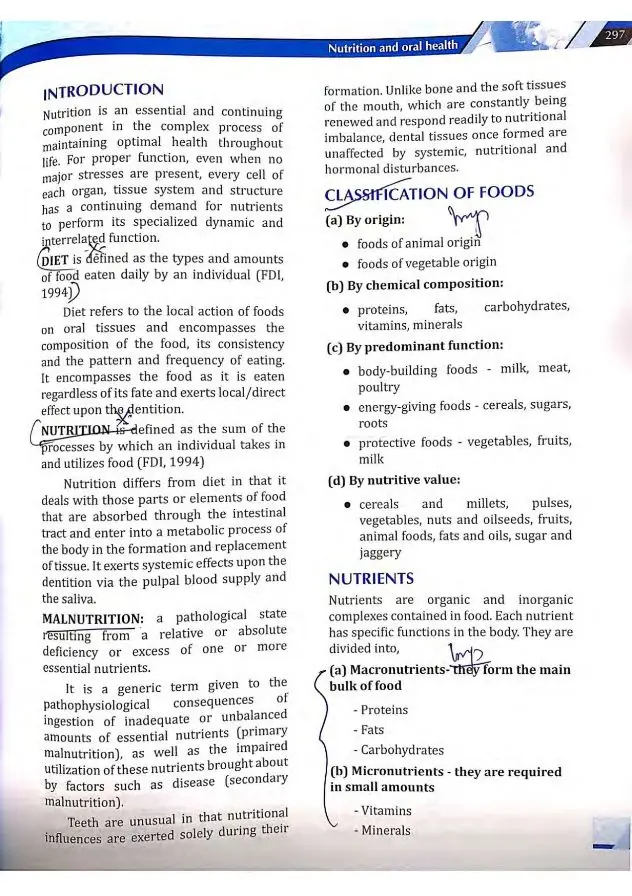 Nutrition and oral health
297
INTRODUCTION
Nutrition is an essential and continuing
component in the complex process of
maintaining optimal health throughout
life. For proper function, even when no
major stresses are present, every cell of
each organ, tissue system and structure
has a continuing demand for nutrients
to perform its specialized dynamic and
interrelated function.
DIET is defined as the types and amounts
of food eaten daily by an individual (FDI,
1994)
Diet refers to the local action of foods
on oral tissues and encompasses the
composition of the food, its consistency
and the pattern and frequency of eating.
It encompasses the food as it is eaten
regardless of its fate and exerts local/direct
effect upon the dentition.
NUTRITION is defined as the sum of the
processes by which an individual takes in
and utilizes food (FDI, 1994)
Nutrition differs from diet in that it
deals with those parts or elements of food
that are absorbed through the intestinal
tract and enter into a metabolic process of
the body in the formation and replacement
of tissue. It exerts systemic effects upon the
dentition via the pulpal blood supply and
the saliva.
MALNUTRITION: a pathological state
resulting from a relative or absolute
deficiency or excess of one or more
essential nutrients.
It is a generic term given to the
pathophysiological consequences of
ingestion of inadequate or unbalanced
amounts of essential nutrients (primary
malnutrition), as well as the impaired
utilization of these nutrients brought about
by factors such as disease (secondary
malnutrition).
Teeth are unusual in that nutritional
influences are exerted solely during their
formation. Unlike bone and the soft tissues
of the mouth, which are constantly being
renewed and respond readily to nutritional
imbalance, dental tissues once formed are
unaffected by systemic, nutritional and
hormonal disturbances.
CLASSIFICATION OF FOODS
(a) By origin: Imp
• foods of animal origin
• foods of vegetable origin
(b) By chemical composition:
• proteins, fats, carbohydrates,
vitamins, minerals
(c) By predominant function:
• body-building foods - milk, meat,
poultry
• energy-giving foods - cereals, sugars,
roots
• protective foods - vegetables, fruits,
milk
(d) By nutritive value:
• cereals and millets, pulses,
vegetables, nuts and oilseeds, fruits,
animal foods, fats and oils, sugar and
jaggery
NUTRIENTS
Nutrients are organic and inorganic
complexes contained in food. Each nutrient
has specific functions in the body. They are
divided into,
Imp
(a) Macronutrients- they form the main
bulk of food
- Proteins
- Fats
- Carbohydrates
(b) Micronutrients - they are required
in small amounts
- Vitamins
- Minerals